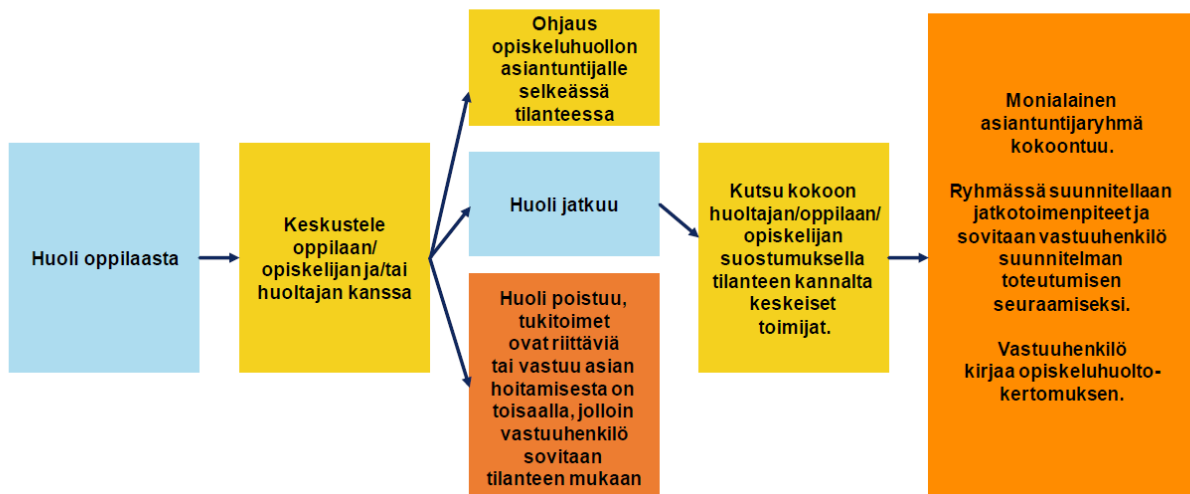 Huoli oppilaasta
Keskustele
oppilaan/
opiskelijan ja/tai
huoltajan kanssa
Ohjaus
opiskeluhuollon
asiantuntijalle
selkeässä
tilanteessa
Huoli jatkuu
Huoli poistuu,
tukitoimet
ovat riittäviä
tai vastuu asian
hoitamisesta on
toisaalla, jolloin
vastuuhenkilö
sovitaan
tilanteen mukaan
Kutsu kokoon
huoltajan/oppilaan/
opiskelijan
suostumuksella
tilanteen kannalta
keskeiset
toimijat.
Monialainen
asiantuntijaryhmä
kokoontuu.
Ryhmässä suunnitellaan
jatkotoimenpiteet ja
sovitaan vastuuhenkilö
suunnitelman
toteutumisen
seuraamiseksi.
Vastuuhenkilö
kirjaa opiskeluhuolto-
kertomuksen.